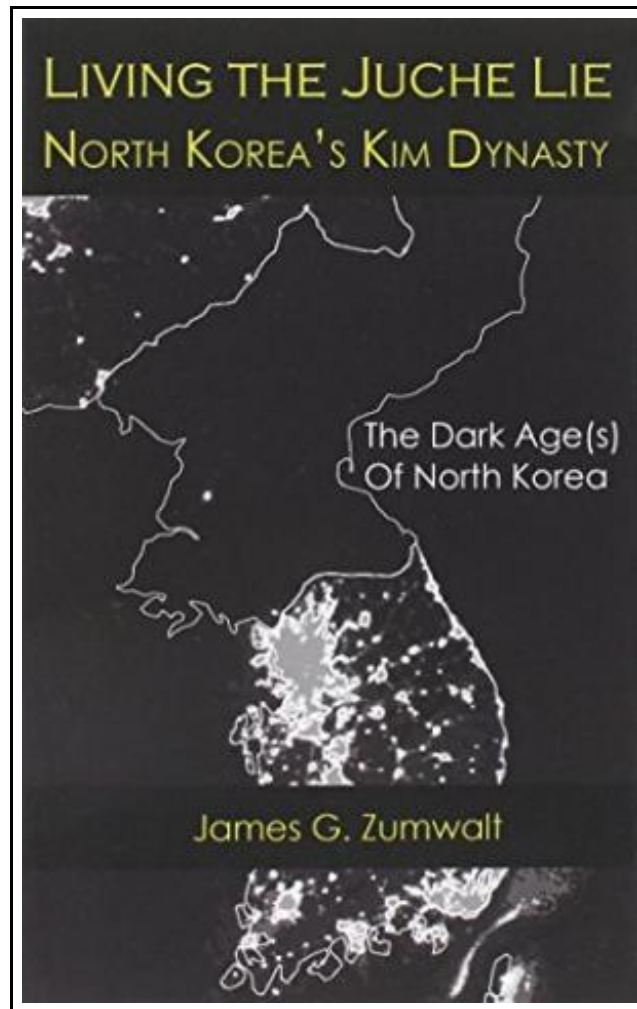 LIVING THE JUCHE LIE
NORTH KOREA'S KIM DYNASTY
The Dark Age(s)
Of North Korea
James G. Zumwalt